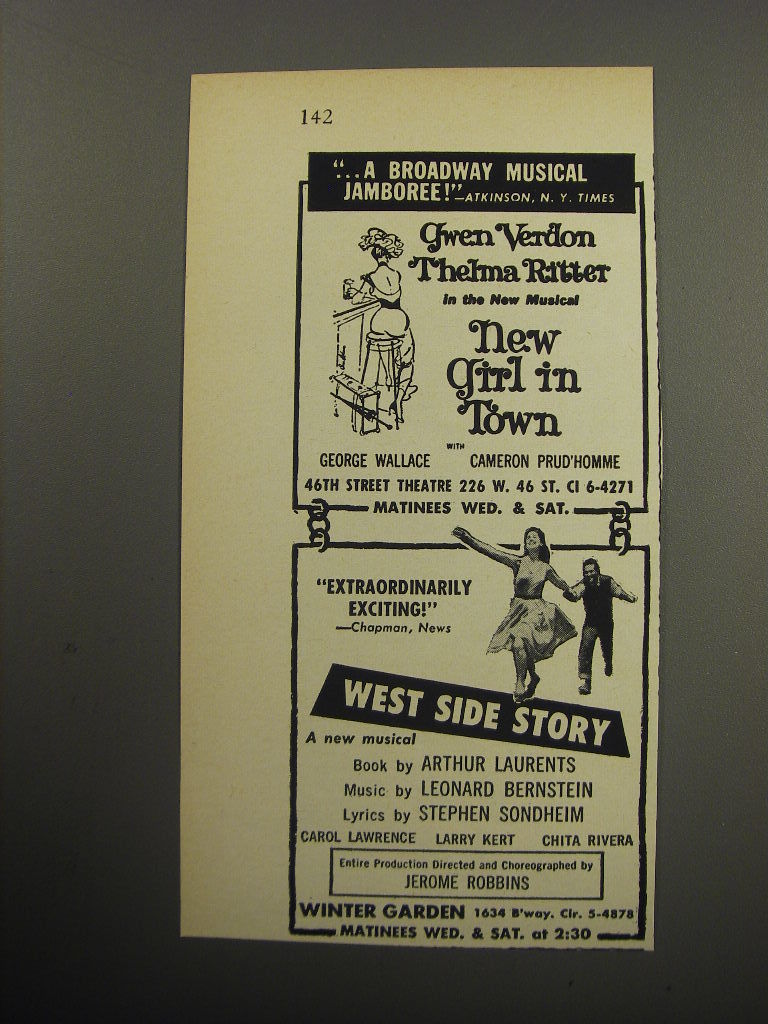 142
"...A BROADWAY MUSICAL
JAMBOREE!"—ATKINSON, N. Y. TIMES
Gwen Verdon
Thelma Ritter
in the New Musical
New
Girl in
Town
WITH
GEORGE WALLACE CAMERON PRUD'HOMME
46TH STREET THEATRE 226 W. 46 ST. CI 6-4271
MATINEES WED. & SAT.
"EXTRAORDINARILY
EXCITING!"
—Chapman, News
WEST SIDE STORY
A new musical
Book by ARTHUR LAURENTS
Music by LEONARD BERNSTEIN
Lyrics by STEPHEN SONDHEIM
CAROL LAWRENCE LARRY KERT CHITA RIVERA
Entire Production Directed and Choreographed by
JEROME ROBBINS
WINTER GARDEN 1634 B'way. Cir. 5-4878
MATINEES WED. & SAT. at 2:30